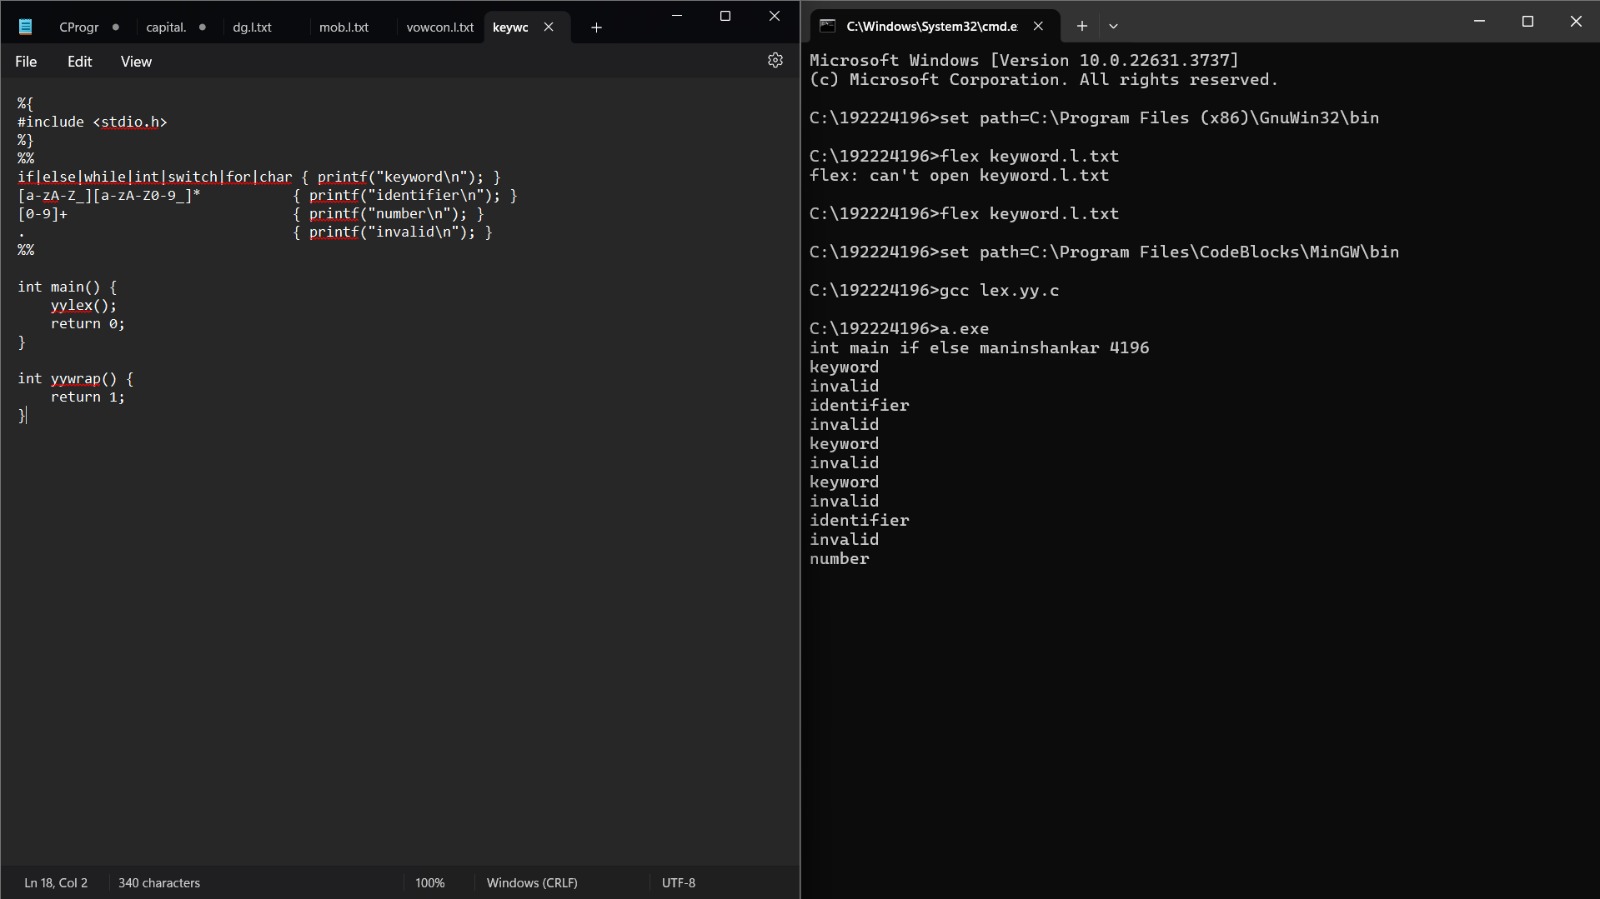 CProgr capital. dg.l.txt mob.l.txt vowcon.l.txt keywc
File Edit View
%{
#include <stdio.h>
%}
%%
if|else|while|int|switch|for|char { printf("keyword\n"); }
[a-zA-Z_][a-zA-Z0-9_]* { printf("identifier\n"); }
[0-9]+ { printf("number\n"); }
. { printf("invalid\n"); }
%%
int main() {
yylex();
return 0;
}
int yywrap() {
return 1;
}
Ln 18, Col 2 340 characters 100% Windows (CRLF) UTF-8
C:\Windows\System32\cmd.e
Microsoft Windows [Version 10.0.22631.3737]
(c) Microsoft Corporation. All rights reserved.
C:\192224196>set path=C:\Program Files (x86)\GnuWin32\bin
C:\192224196>flex keyword.l.txt
flex: can't open keyword.l.txt
C:\192224196>flex keyword.l.txt
C:\192224196>set path=C:\Program Files\CodeBlocks\MinGW\bin
C:\192224196>gcc lex.yy.c
C:\192224196>a.exe
int main if else maninshankar 4196
keyword
invalid
identifier
invalid
keyword
invalid
keyword
invalid
identifier
invalid
number